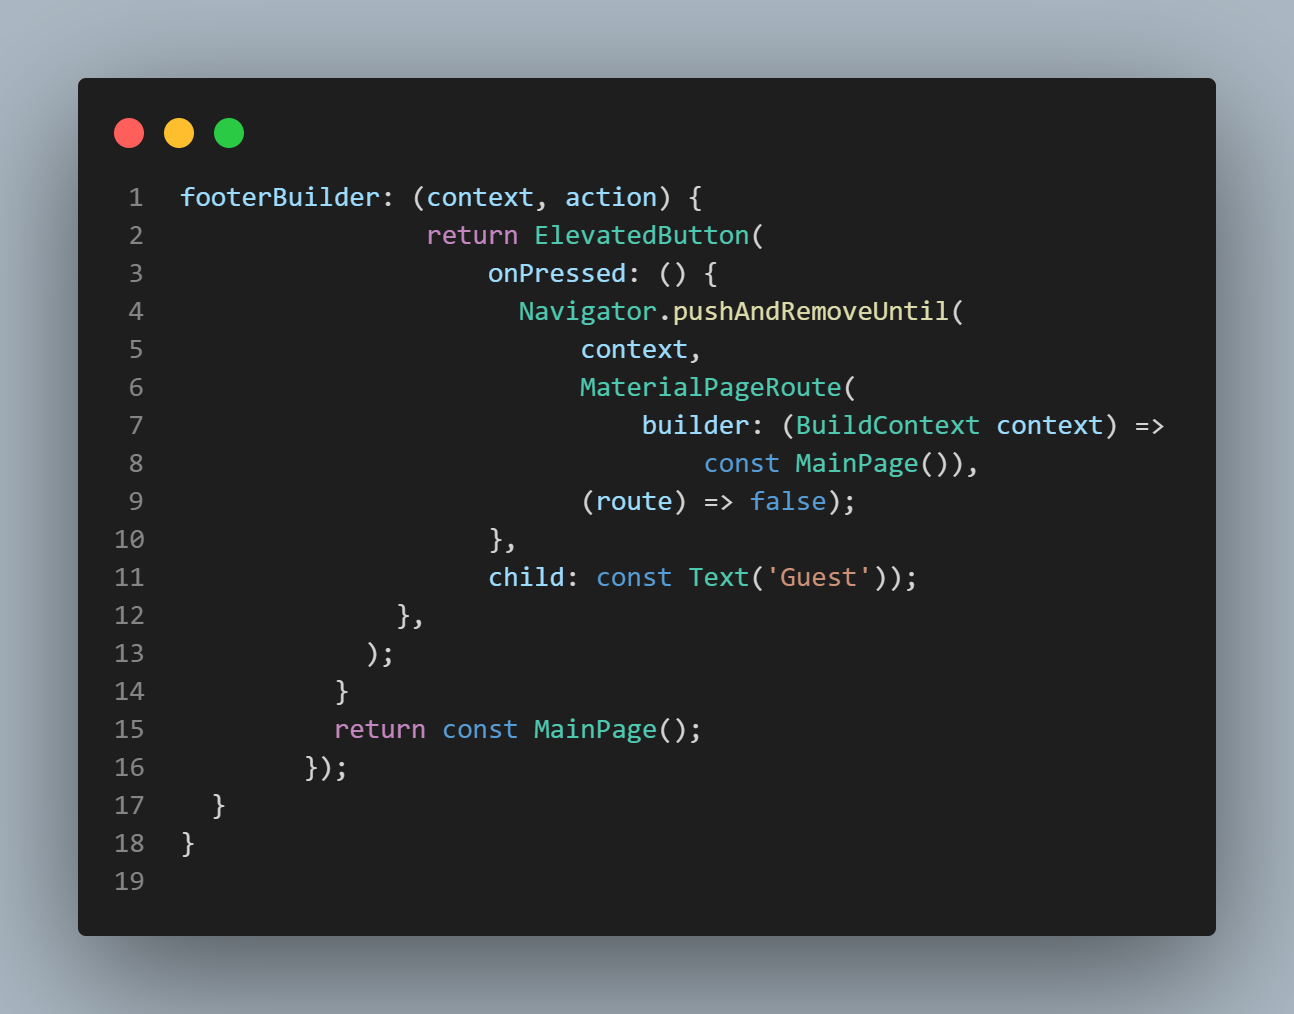 1 footerBuilder: (context, action) {
2 return ElevatedButton(
3 onPressed: () {
4 Navigator.pushAndRemoveUntil(
5 context,
6 MaterialPageRoute(
7 builder: (BuildContext context) =>
8 const MainPage()),
9 (route) => false);
10 },
11 child: const Text('Guest'));
12 },
13 );
14 }
15 return const MainPage();
16 });
17 }
18 }
19